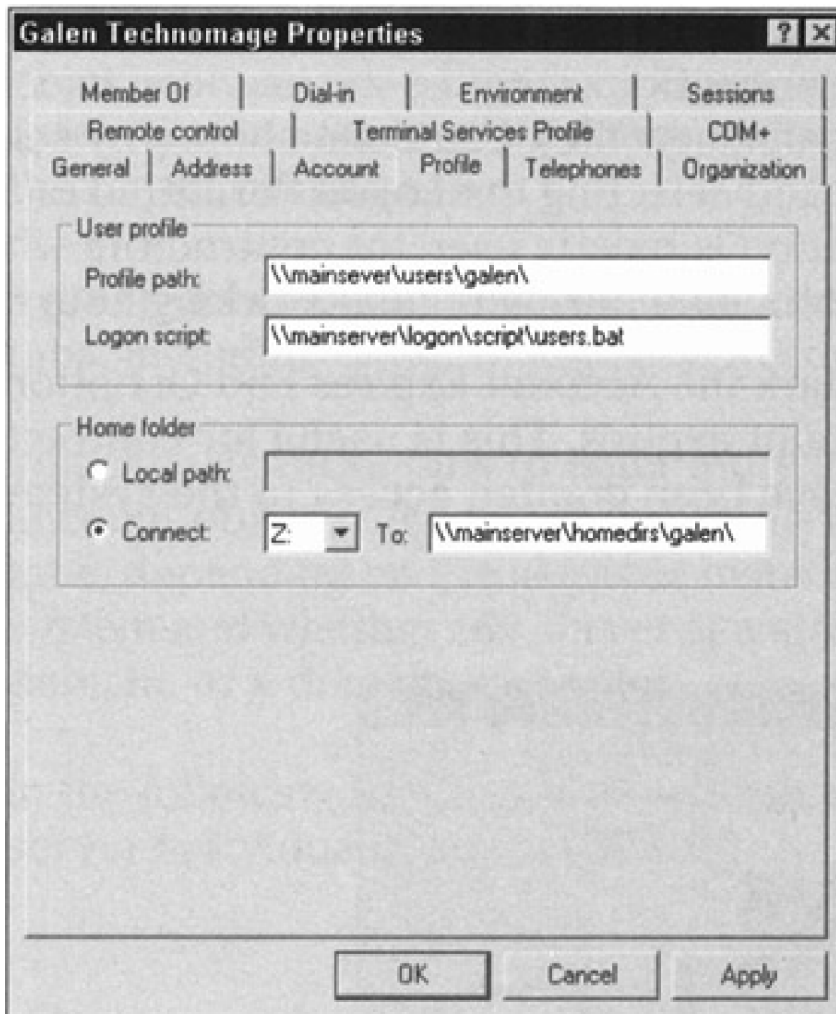 Galen Technomage Properties
Member Of Dial-in Environment Sessions
Remote control Terminal Services Profile COM+
General Address Account Profile Telephones Organization
User profile
Profile path: \\mainsever\users\galen\
Logon script: \\mainserver\logon\script\users.bat
Home folder
Local path:
Connect: Z: To: \\mainserver\homedirs\galen\
OK Cancel Apply